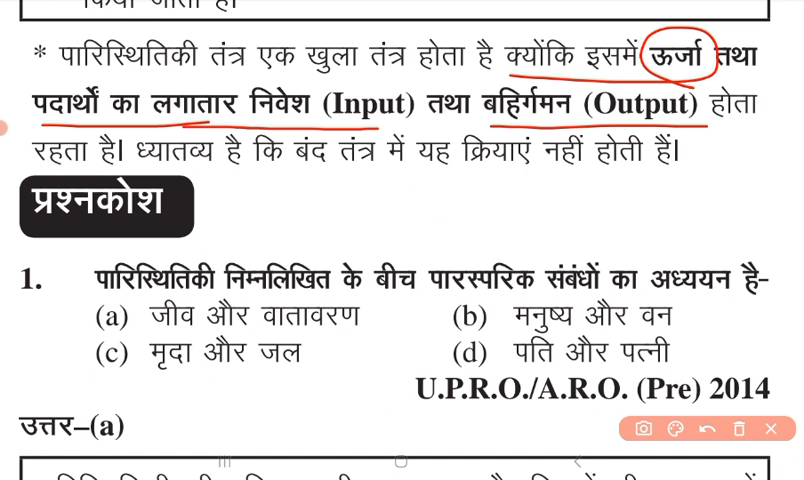 * पारिस्थितिकी तंत्र एक खुला तंत्र होता है क्योंकि इसमें ऊर्जा तथा
पदार्थों का लगातार निवेश (Input) तथा बहिर्गमन (Output) होता
रहता है। ध्यातव्य है कि बंद तंत्र में यह क्रियाएं नहीं होती हैं।
प्रश्नकोश
1. पारिस्थितिकी निम्नलिखित के बीच पारस्परिक संबंधों का अध्ययन है-
(a) जीव और वातावरण (b) मनुष्य और वन
(c) मृदा और जल (d) पति और पत्नी
U.P.R.O./A.R.O. (Pre) 2014
उत्तर–(a)